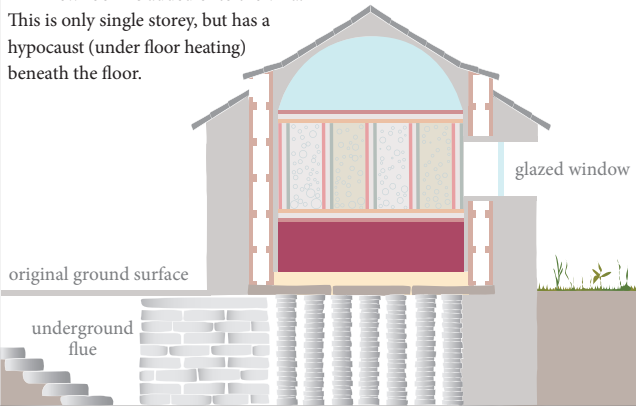 This is only single storey, but has a
hypocaust (under floor heating)
beneath the floor.
glazed window
original ground surface
underground
flue